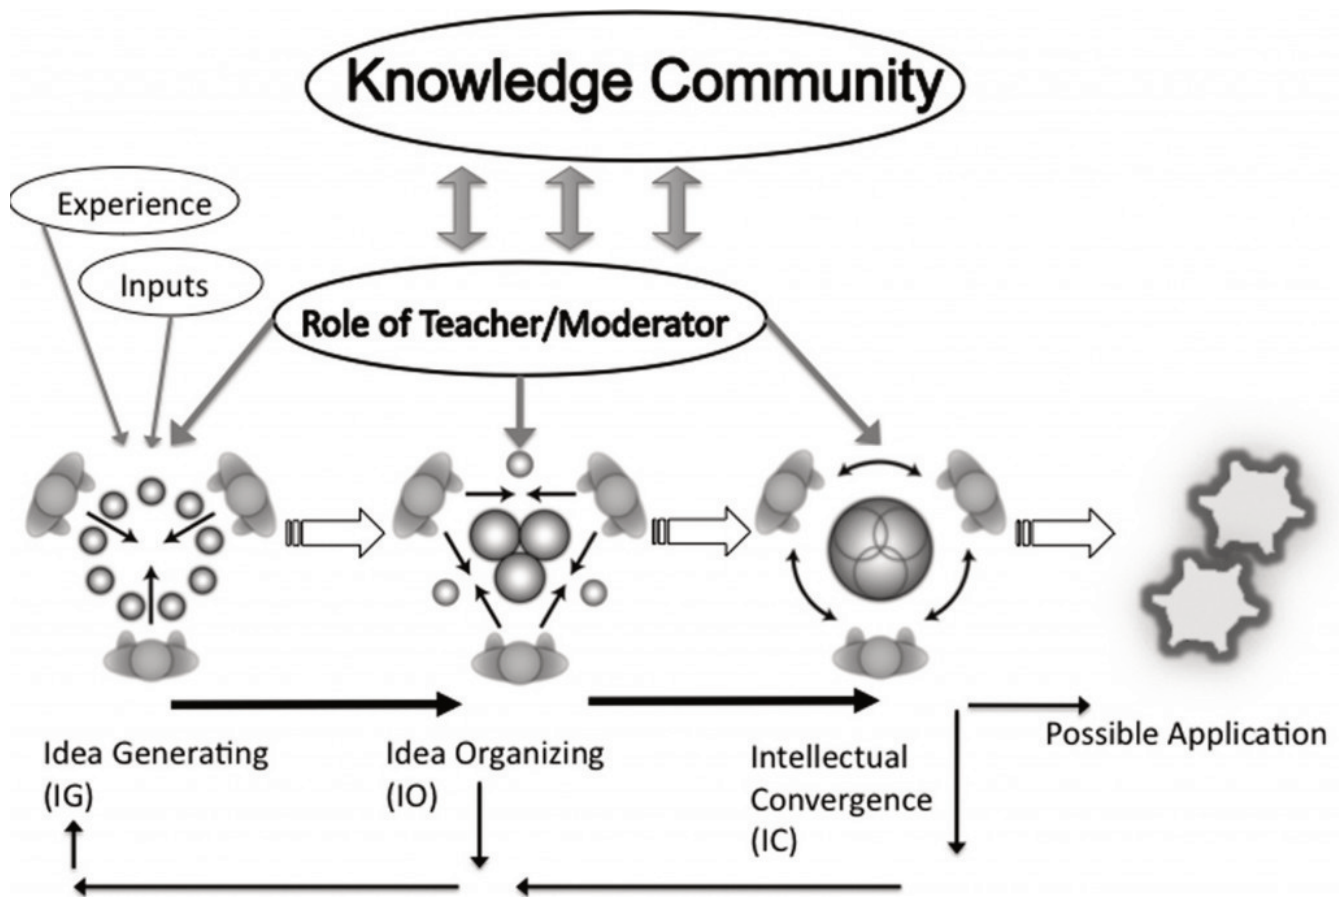 Knowledge Community
Experience
Inputs
Role of Teacher/Moderator
Idea Generating
(IG)
Idea Organizing
(IO)
Intellectual
Convergence
(IC)
Possible Application